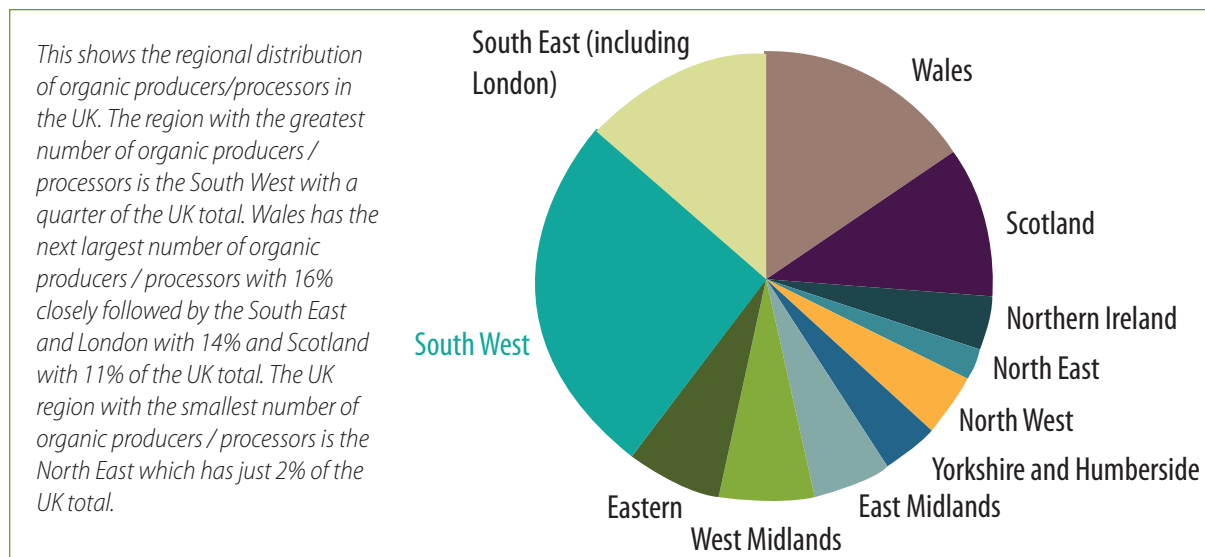 This shows the regional distribution
of organic producers/processors in
the UK. The region with the greatest
number of organic producers /
processors is the South West with a
quarter of the UK total. Wales has the
next largest number of organic
producers / processors with 16%
closely followed by the South East
and London with 14% and Scotland
with 11% of the UK total. The UK
region with the smallest number of
organic producers / processors is the
North East which has just 2% of the
UK total.
South East (including
London)
Wales
Scotland
Northern Ireland
North East
North West
Yorkshire and Humberside
East Midlands
West Midlands
Eastern
South West